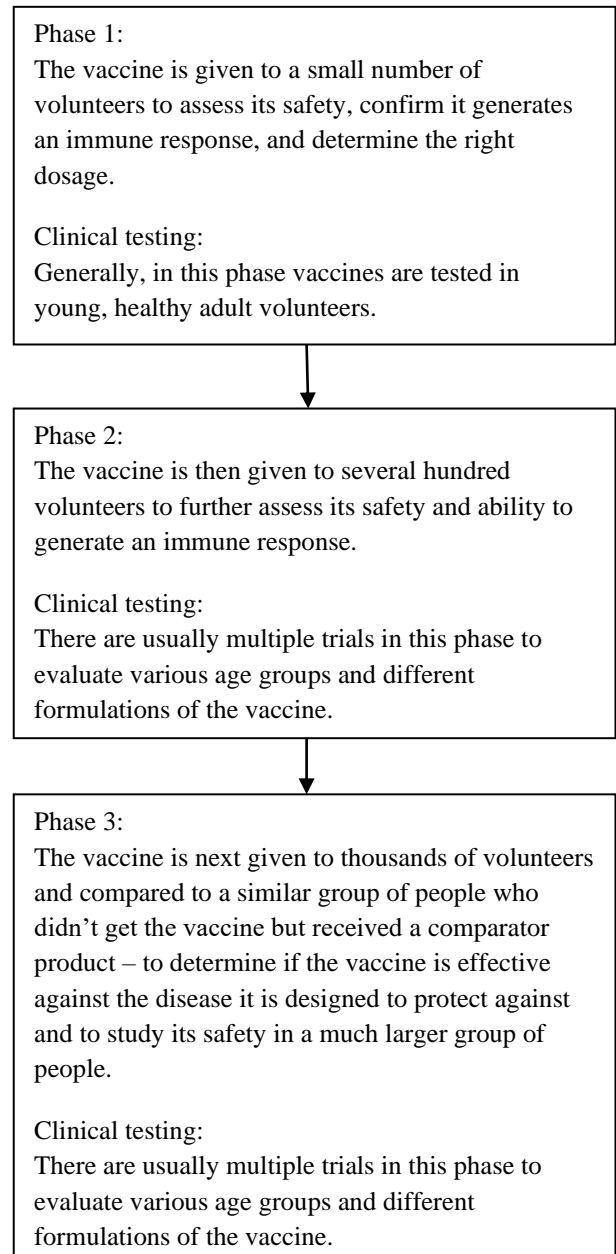 Phase 1:
The vaccine is given to a small number of
volunteers to assess its safety, confirm it generates
an immune response, and determine the right
dosage.
Clinical testing:
Generally, in this phase vaccines are tested in
young, healthy adult volunteers.
Phase 2:
The vaccine is then given to several hundred
volunteers to further assess its safety and ability to
generate an immune response.
Clinical testing:
There are usually multiple trials in this phase to
evaluate various age groups and different
formulations of the vaccine.
Phase 3:
The vaccine is next given to thousands of volunteers
and compared to a similar group of people who
didn’t get the vaccine but received a comparator
product – to determine if the vaccine is effective
against the disease it is designed to protect against
and to study its safety in a much larger group of
people.
Clinical testing:
There are usually multiple trials in this phase to
evaluate various age groups and different
formulations of the vaccine.